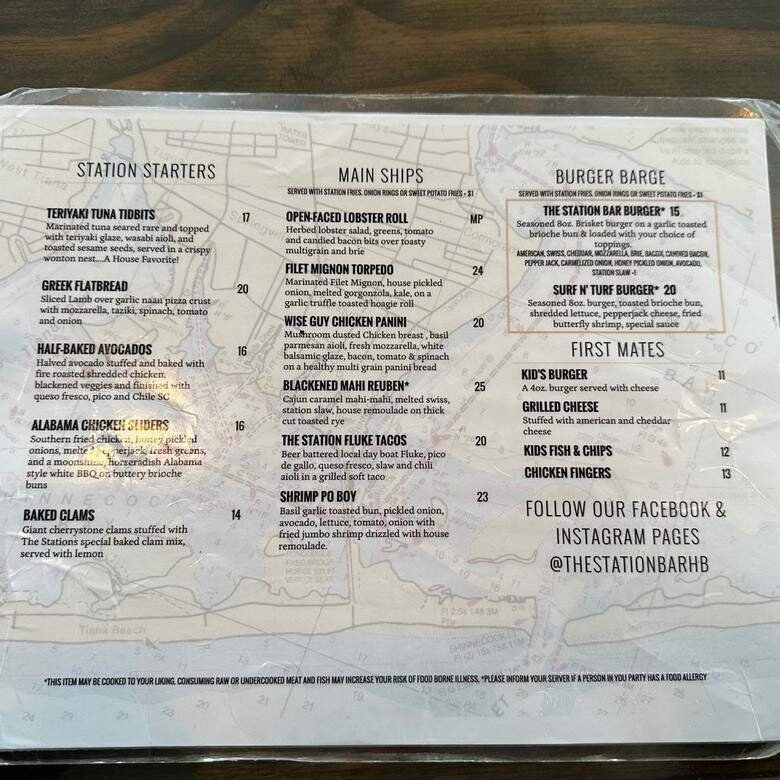 STATION STARTERS
TERIYAKI TUNA TIDBITS 17
Marinated tuna seared rare and topped
with teriyaki glaze, wasabi aioli, and
toasted sesame seeds, served in a crispy
wonton nest....A House Favorite!
GREEK FLATBREAD 20
Sliced Lamb over garlic naan pizza crust
with mozzarella, taziki, spinach, tomato
and onion
HALF-BAKED AVOCADOS 16
Halved avocado stuffed and baked with
fire roasted shredded chicken,
blackened veggies and finished with
queso fresco, pico and Chile SC
ALABAMA CHICKEN SLIDERS 16
Southern fried chicken, honey pickled
onions, melted pepperjack, fresh greens,
and a moonshine, horseradish Alabama
style white BBQ on buttery brioche
buns
BAKED CLAMS 14
Giant cherrystone clams stuffed with
The Stations special baked clam mix,
served with lemon
MAIN SHIPS
SERVED WITH STATION FRIES, ONION RINGS OR SWEET POTATO FRIES + $1
OPEN-FACED LOBSTER ROLL MP
Herbed lobster salad, greens, tomato
and candied bacon bits over toasty
multigrain and brie
FILET MIGNON TORPEDO 24
Marinated Filet Mignon, house pickled
onion, melted gorgonzola, kale, on a
garlic truffle toasted hoagie roll
WISE GUY CHICKEN PANINI 20
Mushroom dusted Chicken breast , basil
parmesan aioli, fresh mozzarella, white
balsamic glaze, bacon, tomato & spinach
on a healthy multi grain panini bread
BLACKENED MAHI REUBEN* 25
Cajun caramel mahi-mahi, melted swiss,
station slaw, house remoulade on thick
cut toasted rye
THE STATION FLUKE TACOS 20
Beer battered local day boat Fluke, pico
de gallo, queso fresco, slaw and chili
aioli in a grilled soft taco
SHRIMP PO BOY 23
Basil garlic toasted bun, pickled onion,
avocado, lettuce, tomato, onion with
fried jumbo shrimp drizzled with house
remoulade.
BURGER BARGE
SERVED WITH STATION FRIES, ONION RINGS OR SWEET POTATO FRIES + $1
THE STATION BAR BURGER* 15
Seasoned 8oz. Brisket burger on a garlic toasted
brioche bun & loaded with your choice of
toppings.
AMERICAN, SWISS, CHEDDAR, MOZZARELLA, BRIE, BACON, CANDIED BACON,
PEPPER JACK, CARMELIZED ONION, HONEY PICKLED ONION, AVOCADO,
STATION SLAW +1
SURF N' TURF BURGER* 20
Seasoned 8oz. burger, toasted brioche bun,
shredded lettuce, pepperjack cheese, fried
butterfly shrimp, special sauce
FIRST MATES
KID'S BURGER 11
A 4oz. burger served with cheese
GRILLED CHEESE 11
Stuffed with american and cheddar
cheese
KIDS FISH & CHIPS 12
CHICKEN FINGERS 13
FOLLOW OUR FACEBOOK &
INSTAGRAM PAGES
@THESTATIONBARHB
Tiana Beach
*THIS ITEM MAY BE COOKED TO YOUR LIKING. CONSUMING RAW OR UNDERCOOKED MEAT AND FISH MAY INCREASE YOUR RISK OF FOOD BORNE ILLNESS. *PLEASE INFORM YOUR SERVER IF A PERSON IN YOU PARTY HAS A FOOD ALLERGY